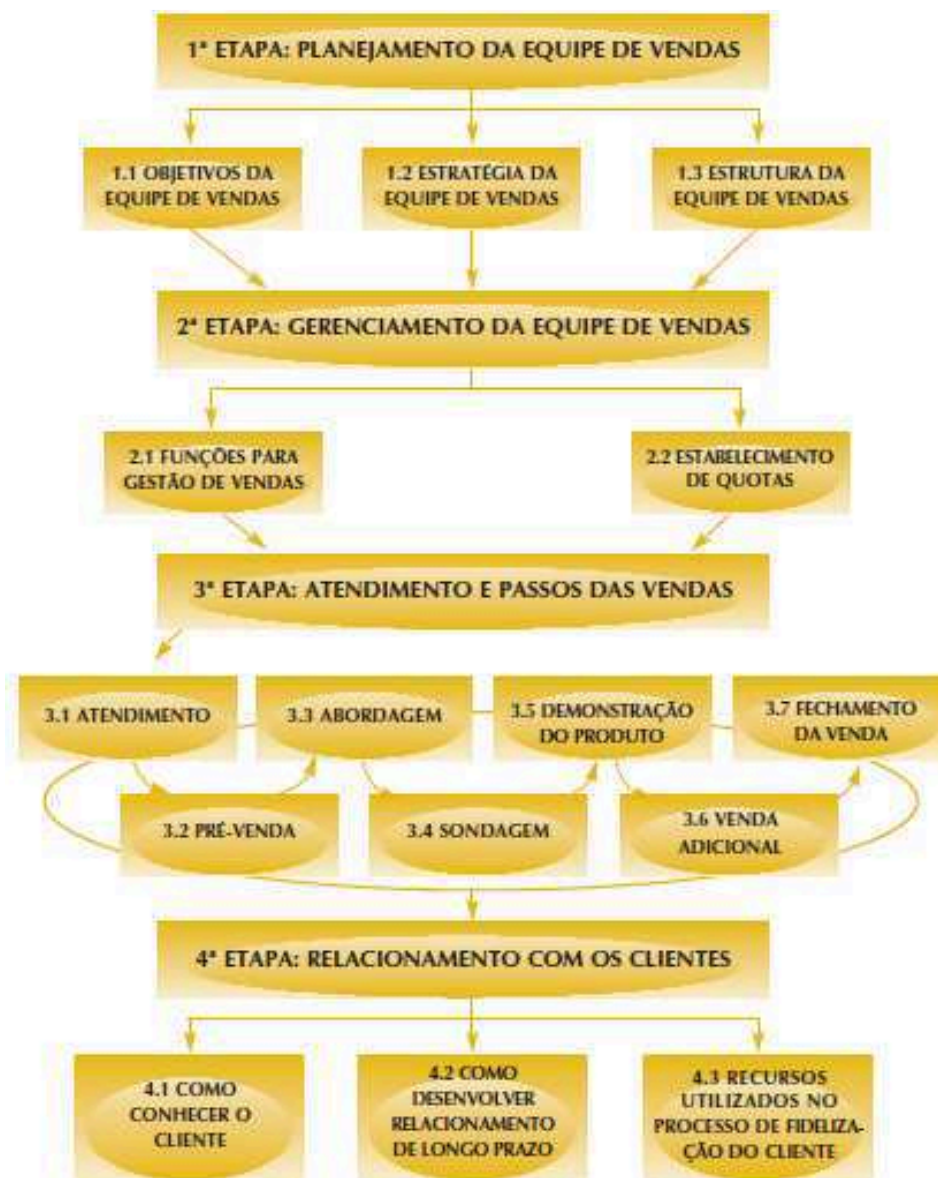 1ª ETAPA: PLANEJAMENTO DA EQUIPE DE VENDAS
1.1 OBJETIVOS DA
EQUIPE DE VENDAS
1.2 ESTRATÉGIA DA
EQUIPE DE VENDAS
1.3 ESTRUTURA DA
EQUIPE DE VENDAS
2ª ETAPA: GERENCIAMENTO DA EQUIPE DE VENDAS
2.1 FUNÇÕES PARA
GESTÃO DE VENDAS
2.2 ESTABELECIMENTO
DE QUOTAS
3ª ETAPA: ATENDIMENTO E PASSOS DAS VENDAS
3.1 ATENDIMENTO
3.2 PRÉ-VENDA
3.3 ABORDAGEM
3.4 SONDAGEM
3.5 DEMONSTRAÇÃO
DO PRODUTO
3.6 VENDA
ADICIONAL
3.7 FECHAMENTO
DA VENDA
4ª ETAPA: RELACIONAMENTO COM OS CLIENTES
4.1 COMO
CONHECER O
CLIENTE
4.2 COMO
DESENVOLVER
RELACIONAMENTO
DE LONGO PRAZO
4.3 RECURSOS
UTILIZADOS NO
PROCESSO DE FIDELIZA-
ÇÃO DO CLIENTE